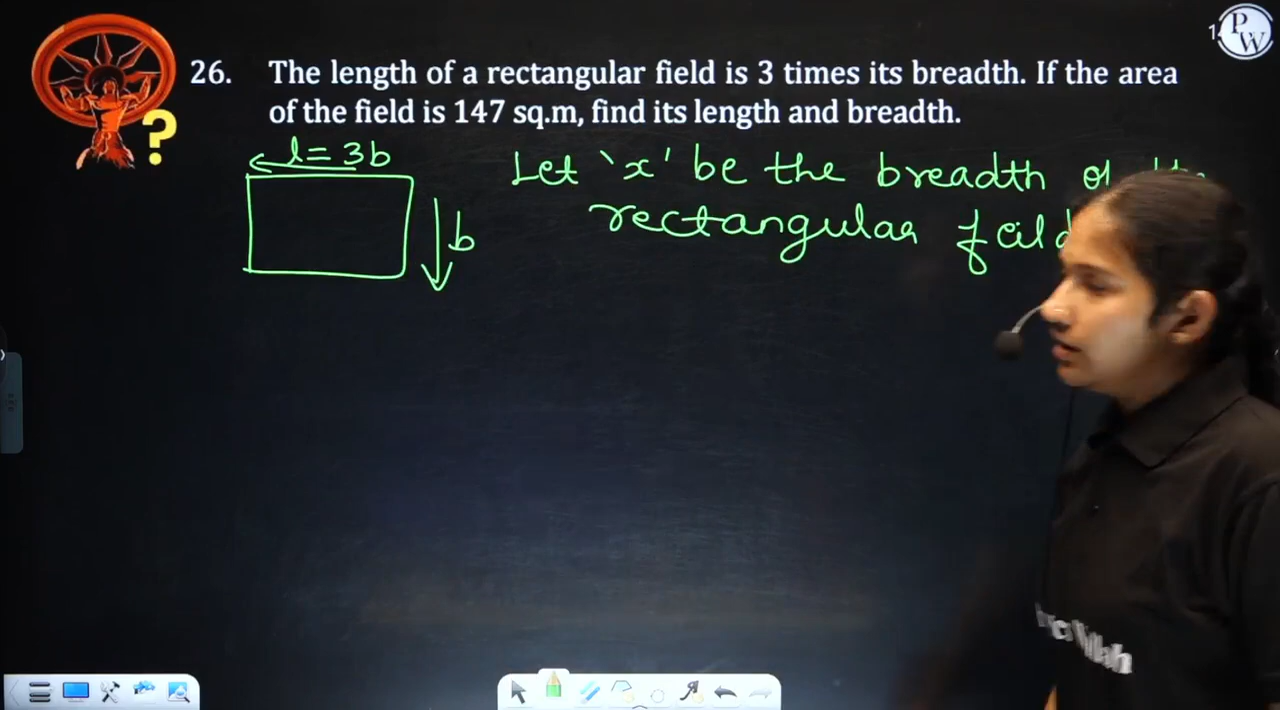 PW
26. The length of a rectangular field is 3 times its breadth. If the area
of the field is 147 sq.m, find its length and breadth.
l = 3b
b
Let 'x' be the breadth of
rectangular feild